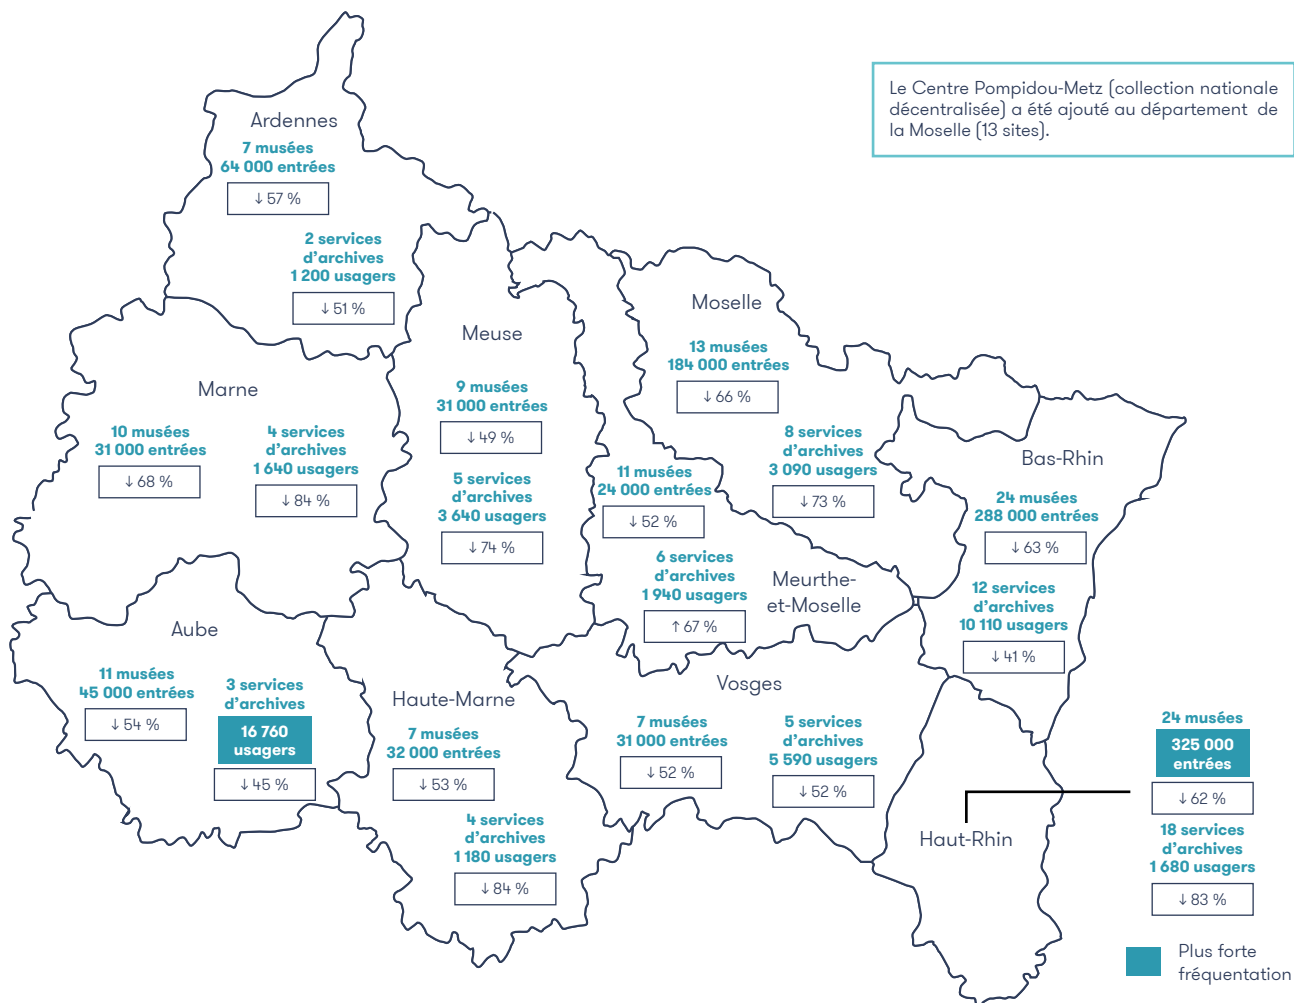 Le Centre Pompidou-Metz (collection nationale
décentralisée) a été ajouté au département de
la Moselle (13 sites).
Ardennes
7 musées
64 000 entrées
↓ 57 %
2 services
d'archives
1 200 usagers
↓ 51 %
Meuse
9 musées
31 000 entrées
↓ 49 %
5 services
d'archives
3 640 usagers
↓ 74 %
Moselle
13 musées
184 000 entrées
↓ 66 %
8 services
d'archives
3 090 usagers
↓ 73 %
Marne
10 musées
31 000 entrées
↓ 68 %
4 services
d'archives
1 640 usagers
↓ 84 %
11 musées
24 000 entrées
↓ 52 %
6 services
d'archives
1 940 usagers
↑ 67 %
Meurthe-
et-Moselle
Bas-Rhin
24 musées
288 000 entrées
↓ 63 %
12 services
d'archives
10 110 usagers
↓ 41 %
Aube
11 musées
45 000 entrées
↓ 54 %
3 services
d'archives
16 760
usagers
↓ 45 %
Haute-Marne
7 musées
32 000 entrées
↓ 53 %
4 services
d'archives
1 180 usagers
↓ 84 %
Vosges
7 musées
31 000 entrées
↓ 52 %
5 services
d'archives
5 590 usagers
↓ 52 %
Haut-Rhin
24 musées
325 000
entrées
↓ 62 %
18 services
d'archives
1 680 usagers
↓ 83 %
Plus forte
fréquentation